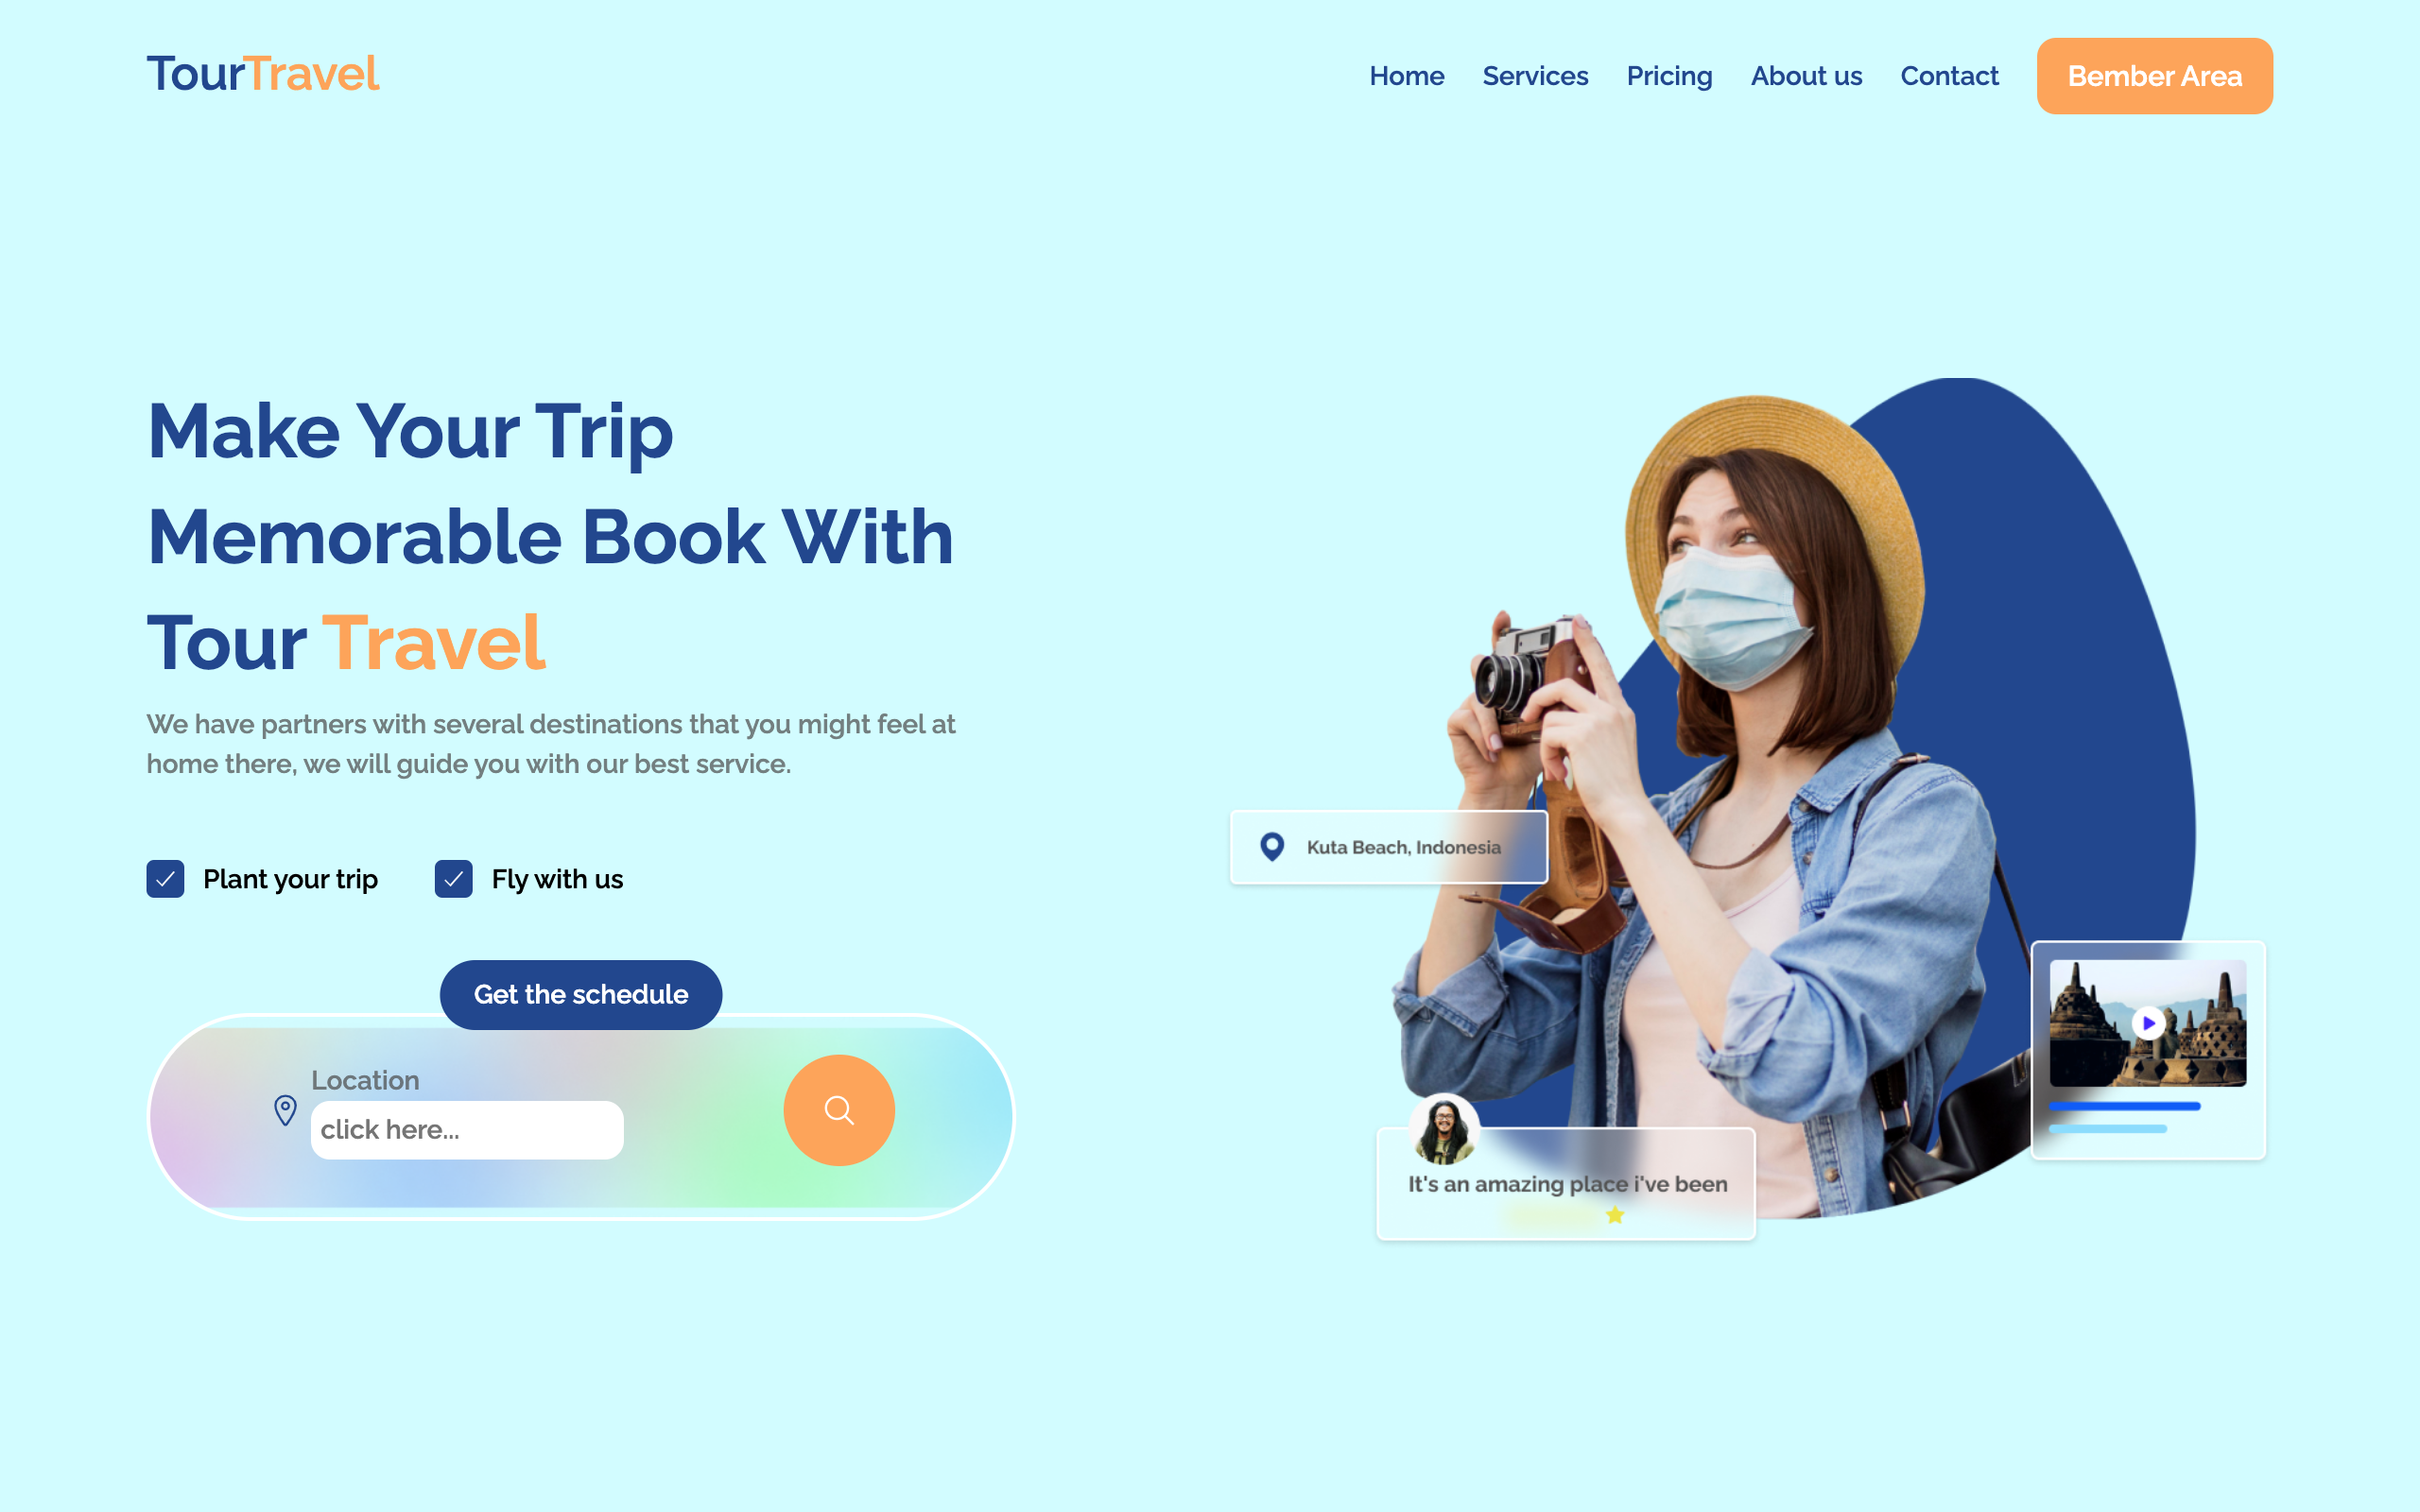 TourTravel
Home Services Pricing About us Contact Bember Area
Make Your Trip
Memorable Book With
Tour Travel
We have partners with several destinations that you might feel at
home there, we will guide you with our best service.
Plant your trip Fly with us
Get the schedule
Location
click here...
Kuta Beach, Indonesia
It's an amazing place i've been